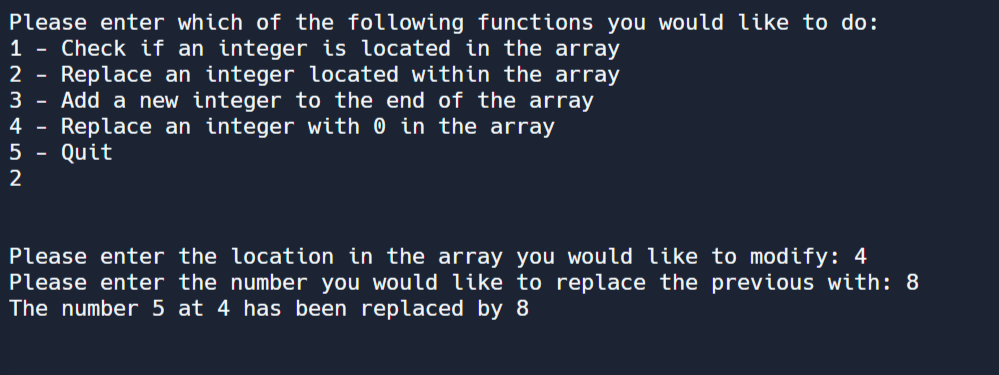 Please enter which of the following functions you would like to do:
1 - Check if an integer is located in the array
2 - Replace an integer located within the array
3 - Add a new integer to the end of the array
4 - Replace an integer with 0 in the array
5 - Quit
2
Please enter the location in the array you would like to modify: 4
Please enter the number you would like to replace the previous with: 8
The number 5 at 4 has been replaced by 8